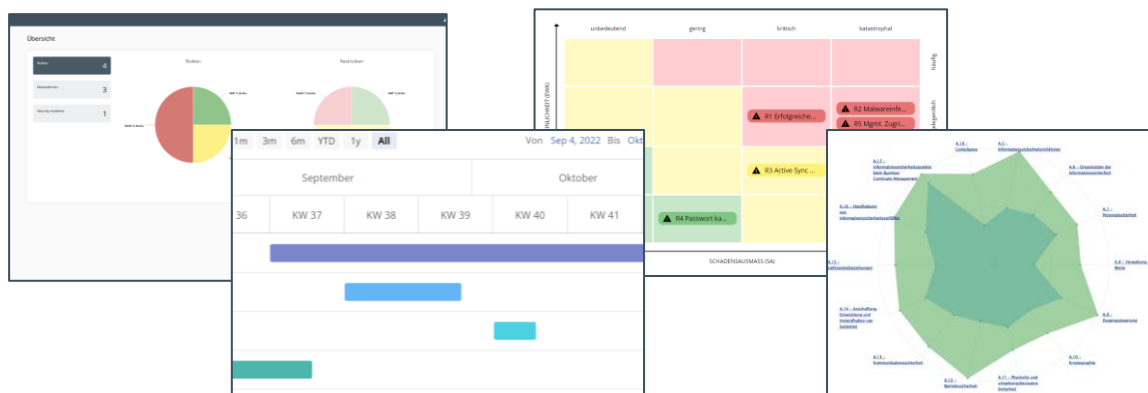 Übersicht
Risiken
4
3
Security Incidents
1
Risiken
Restrisiken
1m 3m 6m YTD 1y All
Von Sep 4, 2022 Bis Okt
September Oktober
36 KW 37 KW 38 KW 39 KW 40 KW 41
unbedeutend gering kritisch katastrophal
häufig
R1 Erfolgreiche...
R2 Malwareinfe...
R5 Mgmt. Zugri...
R3 Active Sync ...
R4 Passwort ka...
SCHADENSAUSMASS (SA)
A.18 -
Compliance
A.5 -
Informationssicherheitsrichtlinien
A.6 - Organisation der
Informationssicherheit
A.7 -
Personalsicherheit
A.8 - Verwaltung
Werte
A.9 -
Zugangssteuerung
A.10 -
Kryptographie
A.11 - Physische und
umgebungsbezogene
Sicherheit
A.12 -
Betriebssicherheit
A.13 -
Kommunikationssicherheit
A.14 - Anschaffung,
Entwicklung und
Instandhalten von
Systemen
A.15 -
Lieferantenbeziehungen
A.16 - Handhabung
von
Informationssicherheitsvorfällen
A.17 -
Informationssicherheitsaspekte
beim Business
Continuity Management